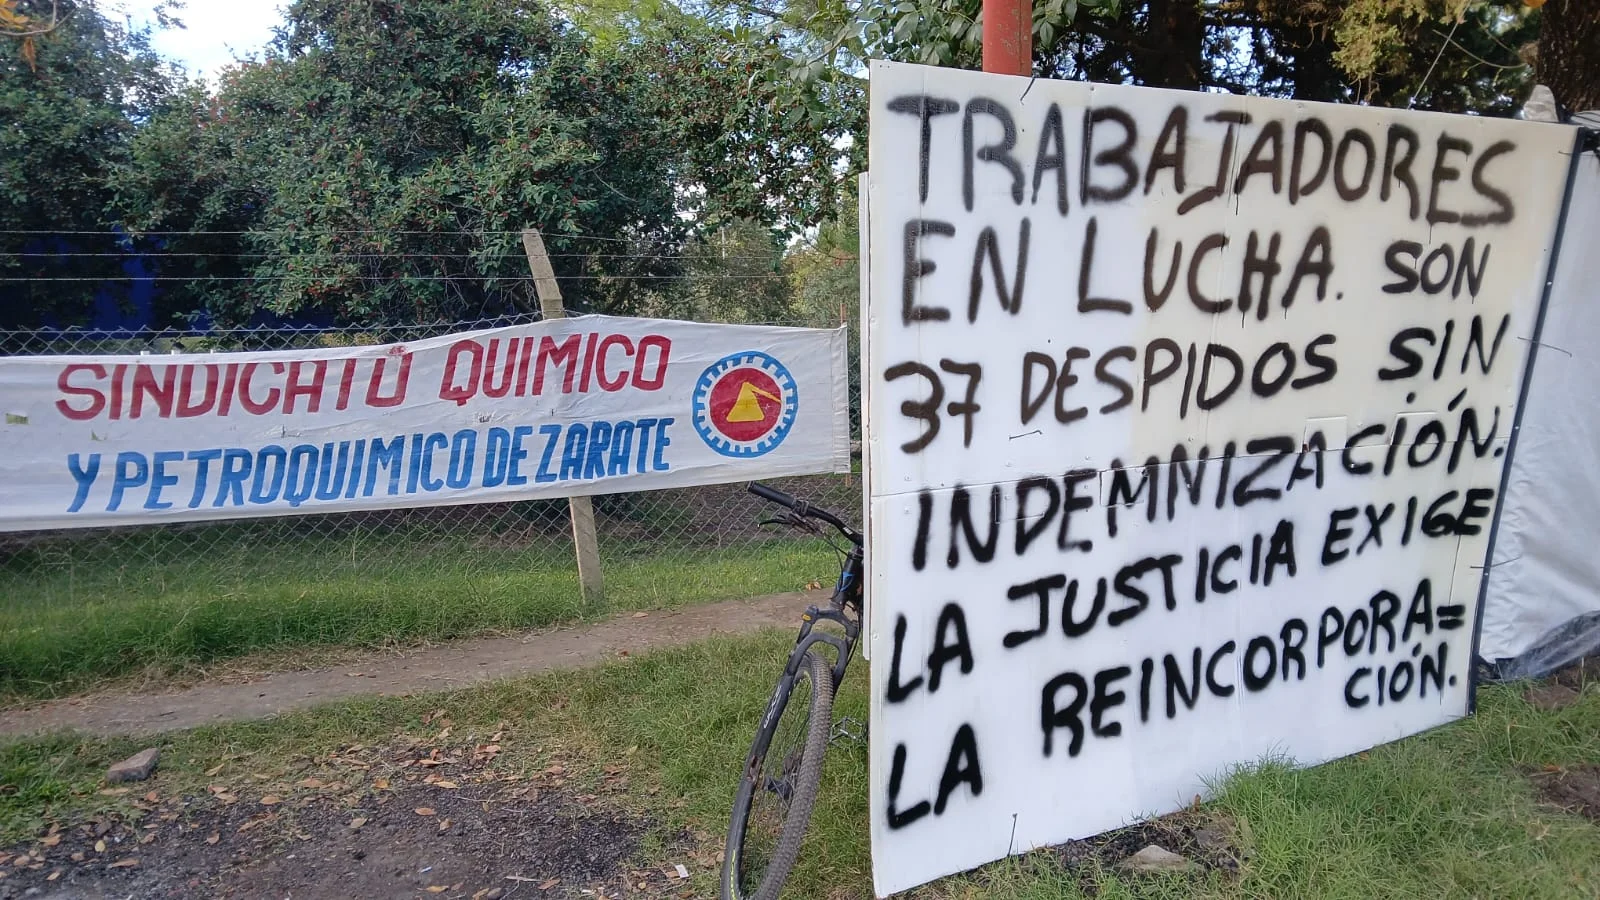 SINDICATO QUIMICO
Y PETROQUIMICO DE ZARATE
TRABAJADORES
EN LUCHA. SON
37 DESPIDOS SIN
INDEMNIZACIÓN.
LA JUSTICIA EXIGE
LA REINCORPORA=
CIÓN.